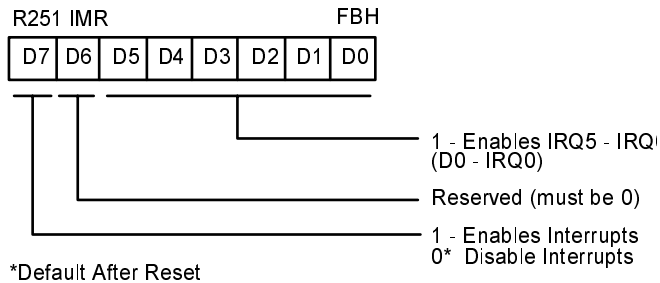 R251 IMR FBH
D7 D6 D5 D4 D3 D2 D1 D0
1 - Enables IRQ5 - IRQ
(D0 - IRQ0)
Reserved (must be 0)
1 - Enables Interrupts
0* Disable Interrupts
*Default After Reset